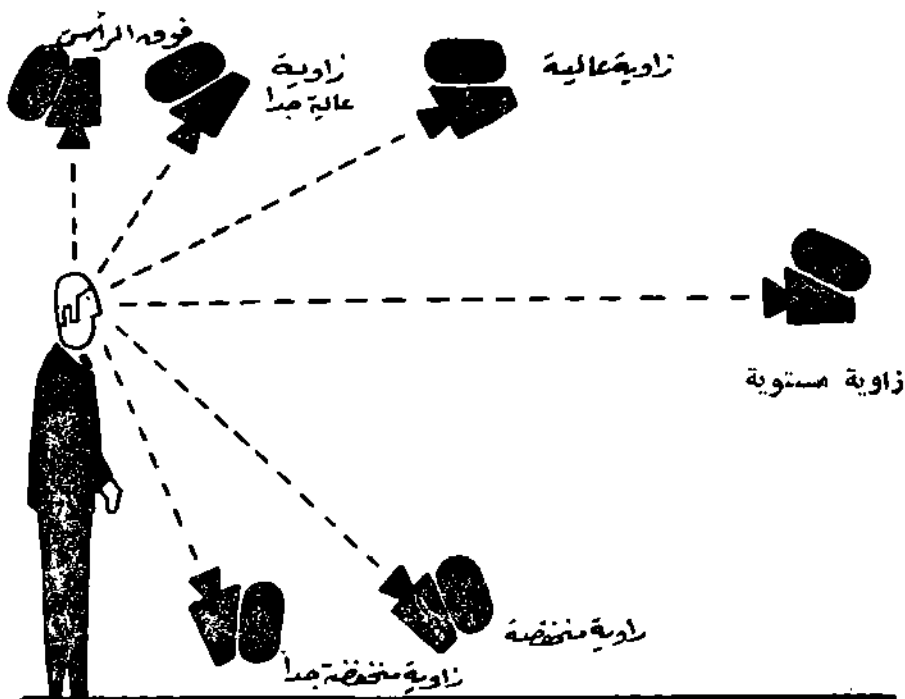 فوق الرأس
زاوية
عالية جدا
زاوية عالية
زاوية مستوية
زاوية منخفضة
زاوية منخفضة جداً